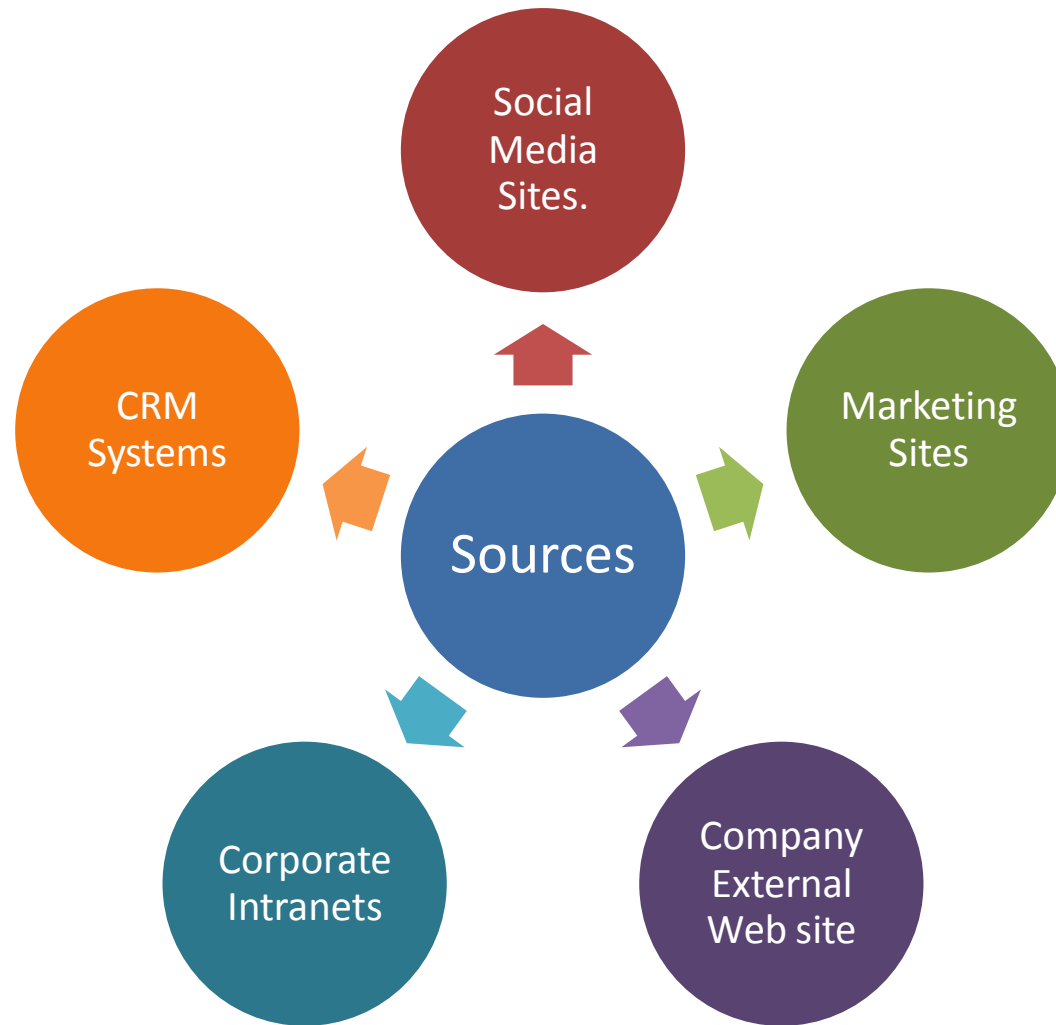 Social
Media
Sites.
CRM
Systems
Marketing
Sites
Sources
Corporate
Intranets
Company
External
Web site